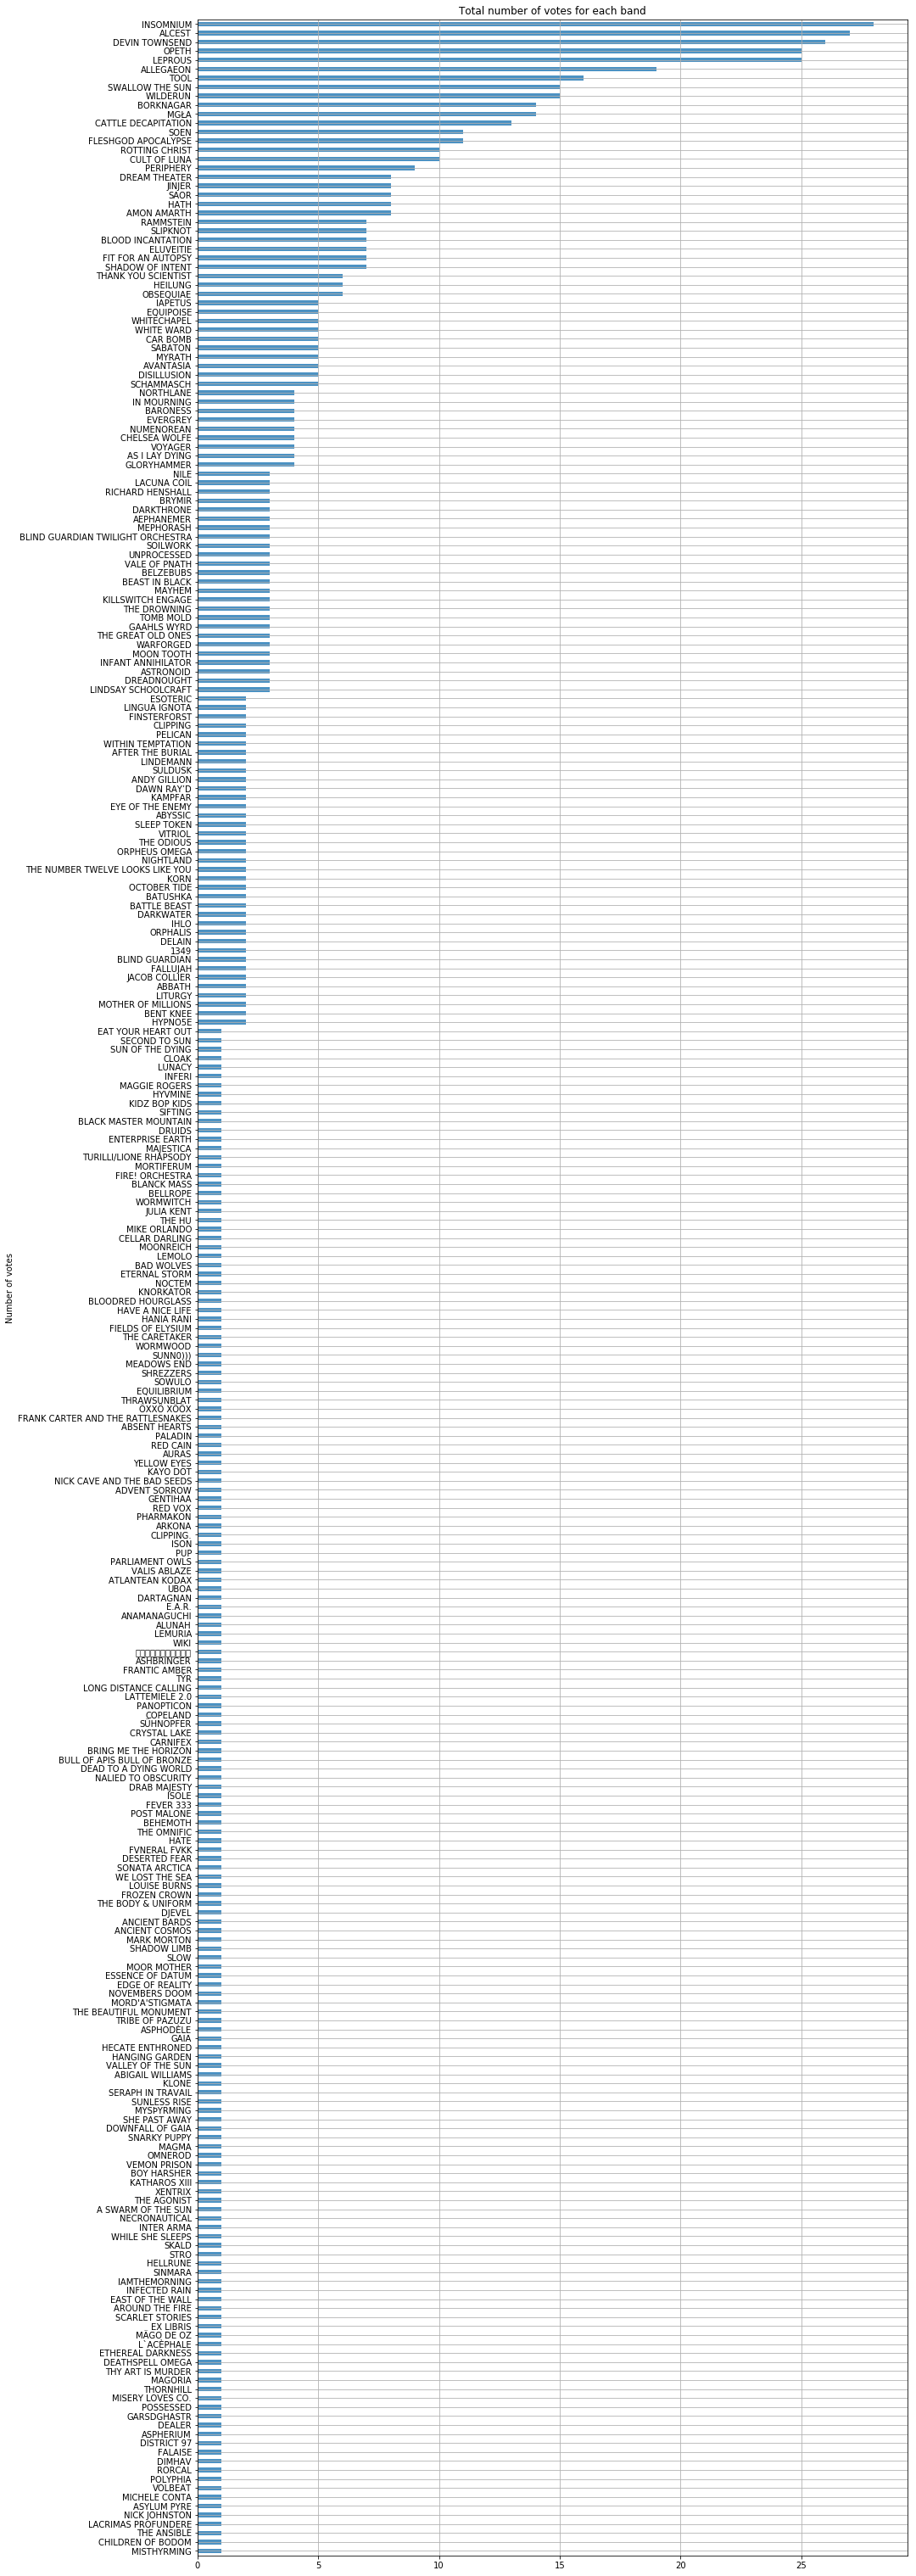 Total number of votes for each band
INSOMNIUM
ALCEST
DEVIN TOWNSEND
OPETH
LEPROUS
ALLEGAEON
TOOL
SWALLOW THE SUN
WILDERUN
BORKNAGAR
MGŁA
CATTLE DECAPITATION
SOEN
FLESHGOD APOCALYPSE
ROTTING CHRIST
CULT OF LUNA
PERIPHERY
DREAM THEATER
JINJER
SAOR
HATH
AMON AMARTH
RAMMSTEIN
SLIPKNOT
BLOOD INCANTATION
ELUVEITIE
FIT FOR AN AUTOPSY
SHADOW OF INTENT
THANK YOU SCIENTIST
HEILUNG
OBSEQUIAE
IAPETUS
EQUIPOISE
WHITECHAPEL
WHITE WARD
CAR BOMB
SABATON
MYRATH
AVANTASIA
DISILLUSION
SCHAMMASCH
NORTHLANE
IN MOURNING
BARONESS
EVERGREY
NUMENOREAN
CHELSEA WOLFE
VOYAGER
AS I LAY DYING
GLORYHAMMER
NILE
LACUNA COIL
RICHARD HENSHALL
BRYMIR
DARKTHRONE
AEPHANEMER
MEPHORASH
BLIND GUARDIAN TWILIGHT ORCHESTRA
SOILWORK
UNPROCESSED
VALE OF PNATH
BELZEBUBS
BEAST IN BLACK
MAYHEM
KILLSWITCH ENGAGE
THE DROWNING
TOMB MOLD
GAAHLS WYRD
THE GREAT OLD ONES
WARFORGED
MOON TOOTH
INFANT ANNIHILATOR
ASTRONOID
DREADNOUGHT
LINDSAY SCHOOLCRAFT
ESOTERIC
LINGUA IGNOTA
FINSTERFORST
CLIPPING
PELICAN
WITHIN TEMPTATION
AFTER THE BURIAL
LINDEMANN
SULDUSK
ANDY GILLION
DAWN RAY'D
KAMPFAR
EYE OF THE ENEMY
ABYSSIC
SLEEP TOKEN
VITRIOL
THE ODIOUS
ORPHEUS OMEGA
NIGHTLAND
THE NUMBER TWELVE LOOKS LIKE YOU
KORN
OCTOBER TIDE
BATUSHKA
BATTLE BEAST
DARKWATER
IHLO
ORPHALIS
DELAIN
1349
BLIND GUARDIAN
FALLUJAH
JACOB COLLIER
ABBATH
LITURGY
MOTHER OF MILLIONS
BENT KNEE
HYPNO5E
EAT YOUR HEART OUT
SECOND TO SUN
SUN OF THE DYING
CLOAK
LUNACY
INFERI
MAGGIE ROGERS
HYVMINE
KIDZ BOP KIDS
SIFTING
BLACK MASTER MOUNTAIN
DRUIDS
ENTERPRISE EARTH
MAJESTICA
TURILLI/LIONE RHAPSODY
MORTIFERUM
FIRE! ORCHESTRA
BLANCK MASS
BELLROPE
WORMWITCH
JULIA KENT
THE HU
MIKE ORLANDO
CELLAR DARLING
MOONREICH
LEMOLO
BAD WOLVES
ETERNAL STORM
NOCTEM
KNORKATOR
BLOODRED HOURGLASS
HAVE A NICE LIFE
HANIA RANI
FIELDS OF ELYSIUM
THE CARETAKER
WORMWOOD
SUNN0)))
MEADOWS END
SHREZZERS
SOWULO
EQUILIBRIUM
THRAWSUNBLAT
OXXO XOOX
FRANK CARTER AND THE RATTLESNAKES
ABSENT HEARTS
PALADIN
RED CAIN
AURAS
YELLOW EYES
KAYO DOT
NICK CAVE AND THE BAD SEEDS
ADVENT SORROW
GENTIHAA
RED VOX
PHARMAKON
ARKONA
CLIPPING.
ISON
PUP
PARLIAMENT OWLS
VALIS ABLAZE
ATLANTEAN KODAX
UBOA
DARTAGNAN
E.A.R.
ANAMANAGUCHI
ALUNAH
LEMURIA
WIKI
ASHBRINGER
FRANTIC AMBER
TÝR
LONG DISTANCE CALLING
LATTEMIELE 2.0
PANOPTICON
COPELAND
SÜHNOPFER
CRYSTAL LAKE
CARNIFEX
BRING ME THE HORIZON
BULL OF APIS BULL OF BRONZE
DEAD TO A DYING WORLD
NALIED TO OBSCURITY
DRAB MAJESTY
ISOLE
FEVER 333
POST MALONE
BEHEMOTH
THE OMNIFIC
HATE
FVNERAL FVKK
DESERTED FEAR
SONATA ARCTICA
WE LOST THE SEA
LOUISE BURNS
FROZEN CROWN
THE BODY & UNIFORM
DJEVEL
ANCIENT BARDS
ANCIENT COSMOS
MARK MORTON
SHADOW LIMB
SLOW
MOOR MOTHER
ESSENCE OF DATUM
EDGE OF REALITY
NOVEMBERS DOOM
MORD'A'STIGMATA
THE BEAUTIFUL MONUMENT
TRIBE OF PAZUZU
ASPHODÈLE
GAIA
HECATE ENTHRONED
HANGING GARDEN
VALLEY OF THE SUN
ABIGAIL WILLIAMS
KLONE
SERAPH IN TRAVAIL
SUNLESS RISE
MYSÞYRMING
SHE PAST AWAY
DOWNFALL OF GAIA
SNARKY PUPPY
MAGMA
OMNEROD
VEMON PRISON
BOY HARSHER
KATHAROS XIII
XENTRIX
THE AGONIST
A SWARM OF THE SUN
NECRONAUTICAL
INTER ARMA
WHILE SHE SLEEPS
SKALD
STRO
HELLRUNE
SINMARA
IAMTHEMORNING
INFECTED RAIN
EAST OF THE WALL
AROUND THE FIRE
SCARLET STORIES
EX LIBRIS
MÄGO DE OZ
L`ACÉPHALE
ETHEREAL DARKNESS
DEATHSPELL OMEGA
THY ART IS MURDER
MAGORIA
THORNHILL
MISERY LOVES CO.
POSSESSED
GARSDGHASTR
DEALER
ASPHERIUM
DISTRICT 97
FALAISE
DIMHAV
RORCAL
POLYPHIA
VOLBEAT
MICHELE CONTA
ASYLUM PYRE
NICK JOHNSTON
LACRIMAS PROFUNDERE
THE ANSIBLE
CHILDREN OF BODOM
MISTHYRMING
0 5 10 15 20 25
Number of votes